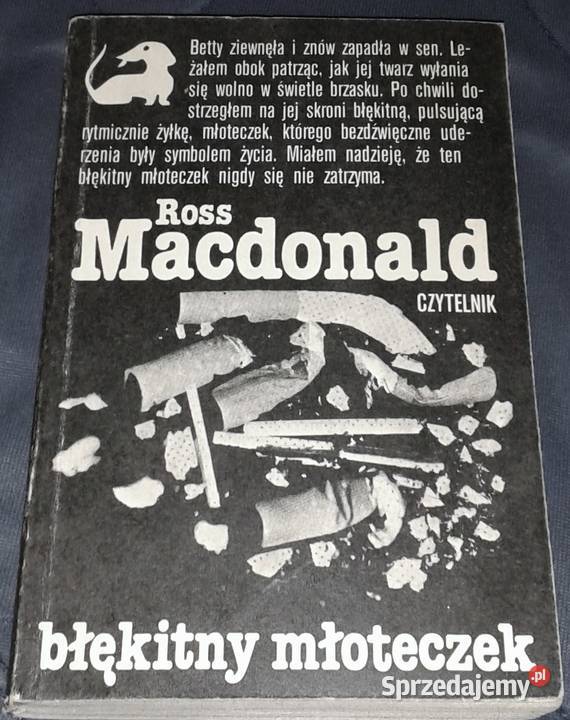 Betty ziewnęła i znów zapadła w sen. Le-
żałem obok patrząc, jak jej twarz wyłania
się wolno w świetle brzasku. Po chwili do-
strzegłem na jej skroni błękitną, pulsującą
rytmicznie żyłkę, młoteczek, którego bezdźwięczne ude-
rzenia były symbolem życia. Miałem nadzieję, że ten
błękitny młoteczek nigdy się nie zatrzyma.
Ross
Macdonald
CZYTELNIK
błękitny młoteczek
Sprzedajemy.pl